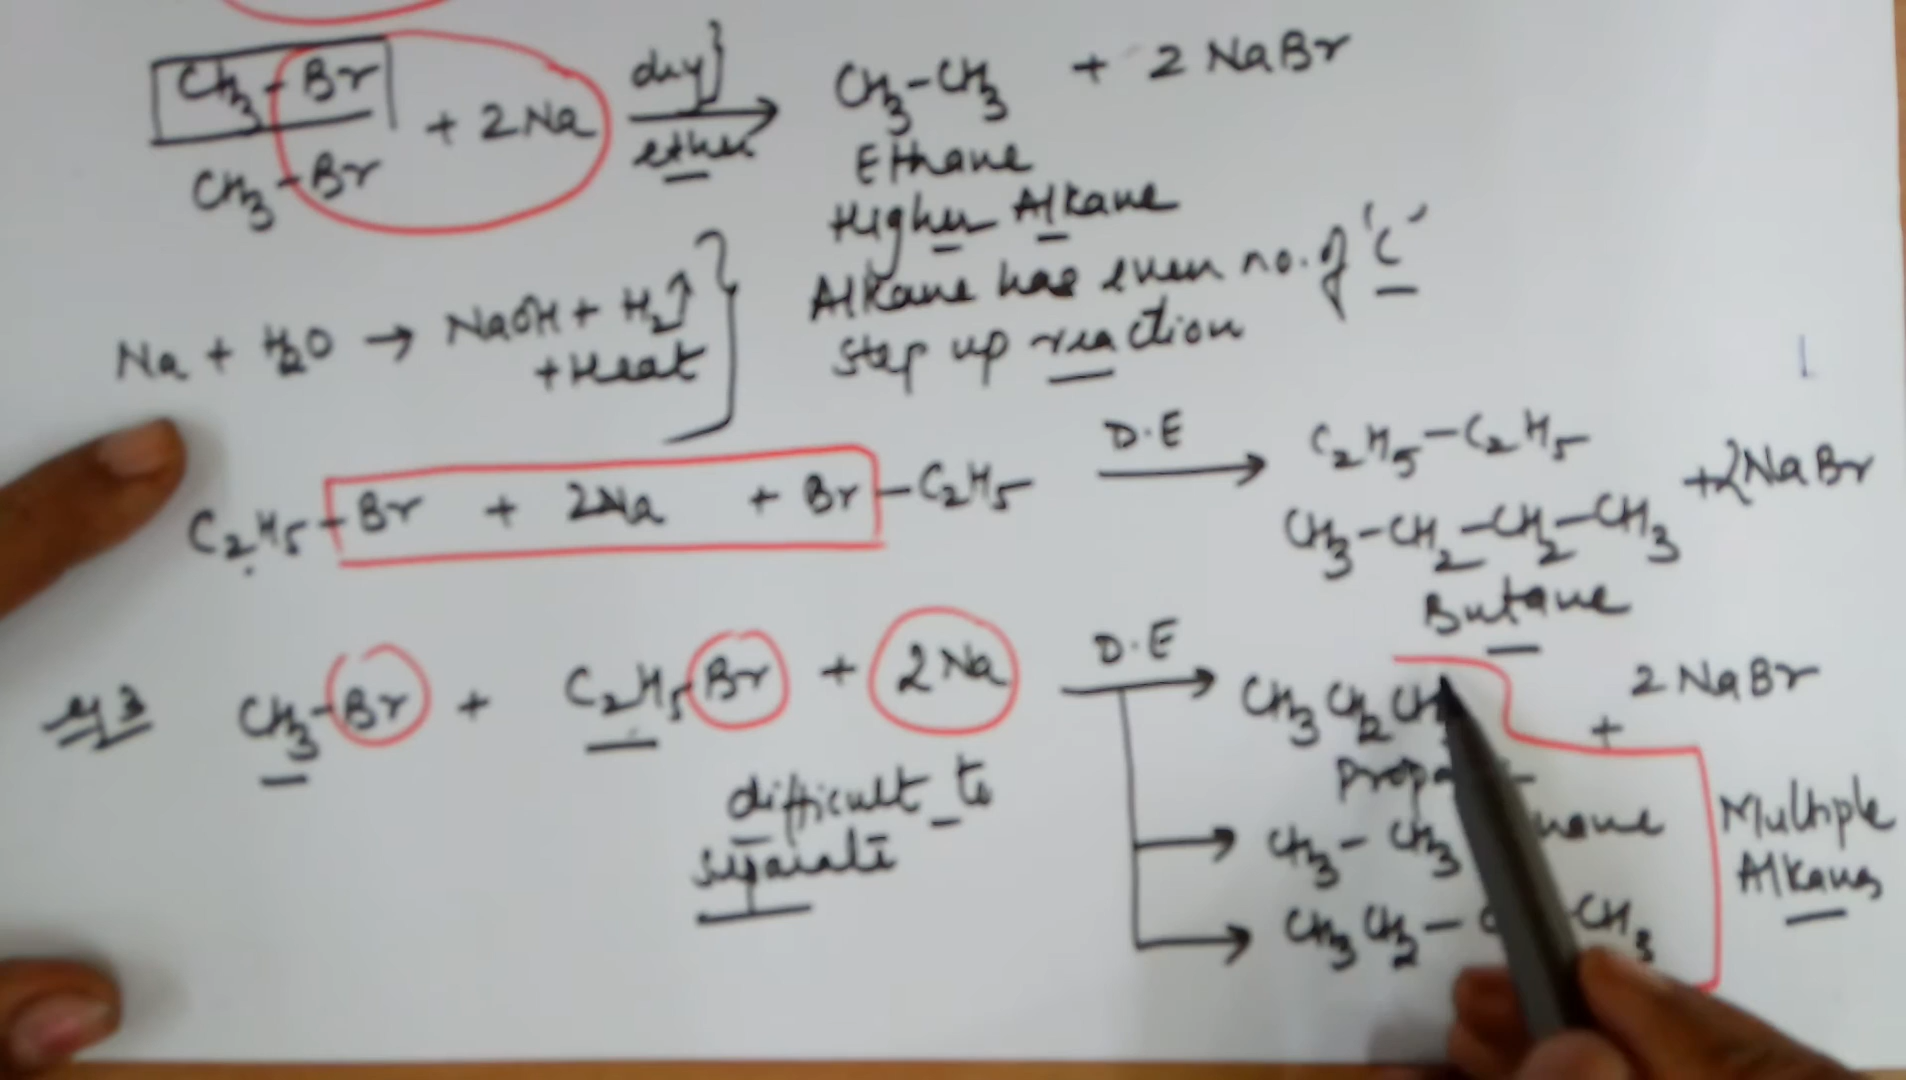 CH3-Br
CH3-Br + 2Na dry ether → CH3-CH3 + 2NaBr
Ethane
Higher Alkane
Alkane has even no. of 'C'
Step up reaction
Na + H2O → NaOH + H2↑
+ Heat
C2H5-Br + 2Na + Br-C2H5 D.E → C2H5-C2H5
CH3-CH2-CH2-CH3 + 2NaBr
Butane
CH3-Br + C2H5Br + 2Na D.E → CH3CH2 + 2NaBr
difficult to
separate
CH3-CH3
CH3CH2- CH3
Multiple
Alkanes